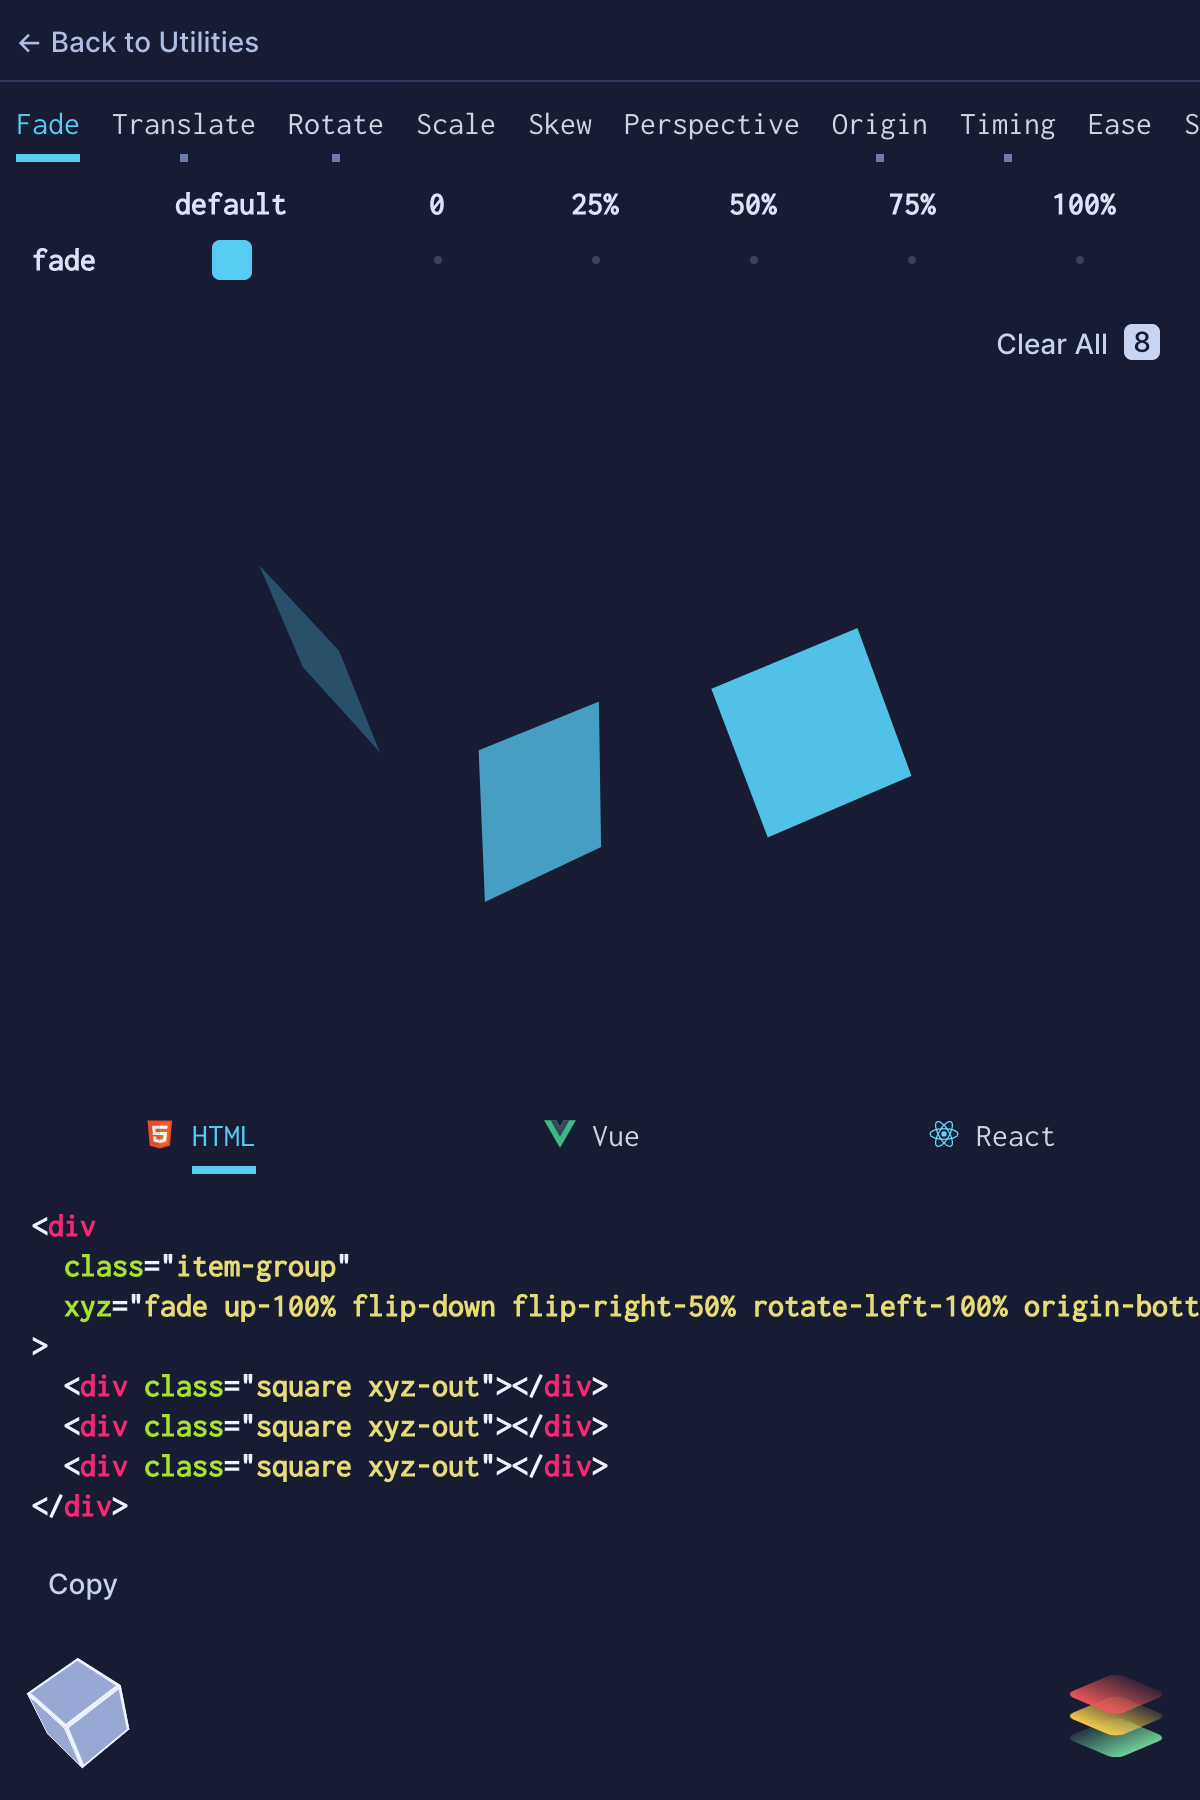 ← Back to Utilities
Fade Translate Rotate Scale Skew Perspective Origin Timing Ease S
default 0 25% 50% 75% 100%
fade
Clear All 8
HTML Vue React
<div
  class="item-group"
  xyz="fade up-100% flip-down flip-right-50% rotate-left-100% origin-bott
>
  <div class="square xyz-out"></div>
  <div class="square xyz-out"></div>
  <div class="square xyz-out"></div>
</div>
Copy